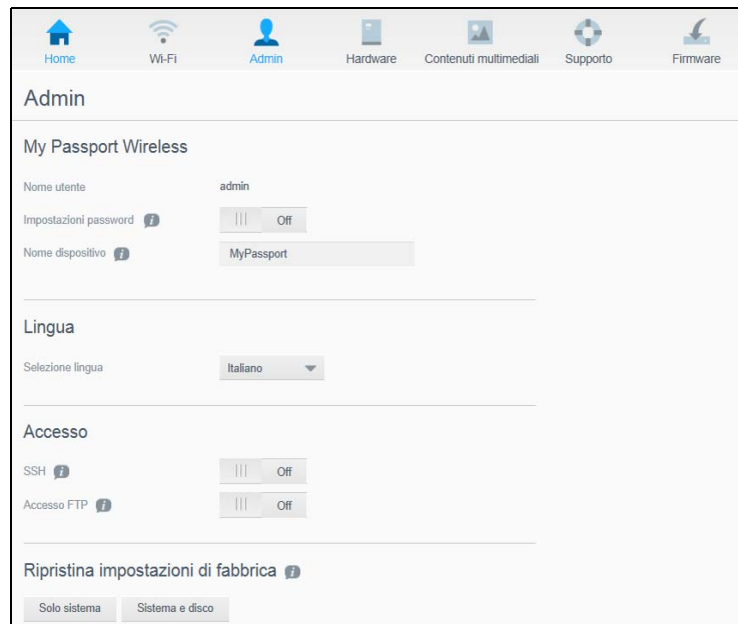 Home Wi-Fi Admin Hardware Contenuti multimediali Supporto Firmware
Admin
My Passport Wireless
Nome utente admin
Impostazioni password i Off
Nome dispositivo i MyPassport
Lingua
Selezione lingua Italiano
Accesso
SSH i Off
Accesso FTP i Off
Ripristina impostazioni di fabbrica i
Solo sistema Sistema e disco